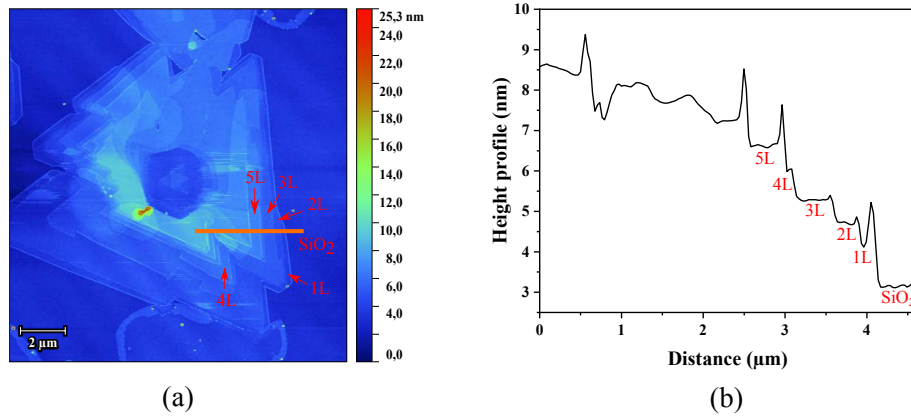 25,3 nm
24,0
22,0
20,0
18,0
16,0
14,0
12,0
10,0
8,0
6,0
4,0
2,0
0,0
5L
3L
2L
SiO2
4L
1L
2 µm
(a)
Height profile (nm)
10
9
8
7
6
5
4
3
5L
4L
3L
2L
1L
SiO2
0 1 2 3 4
Distance (µm)
(b)